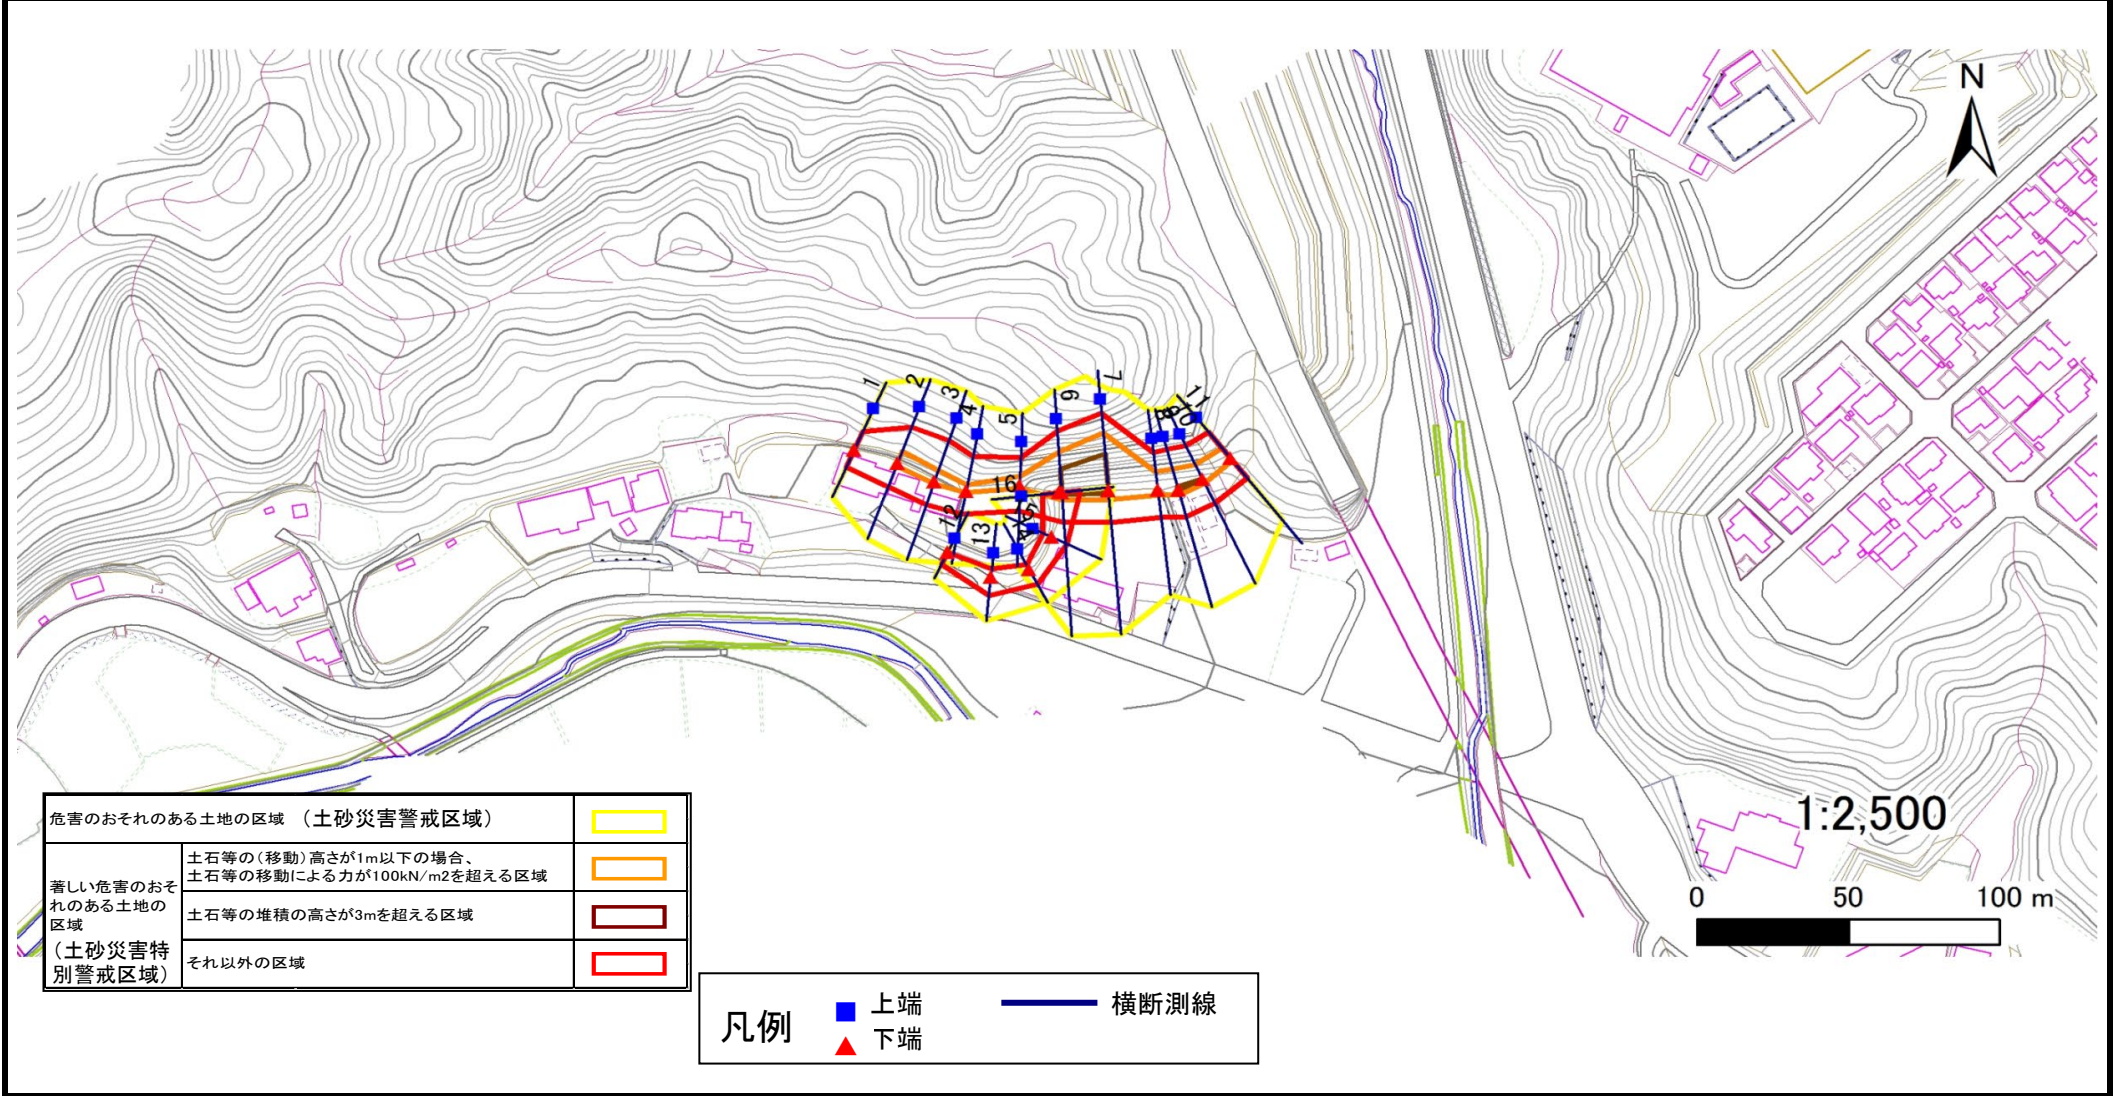 N
1
2
3
4
5
6
7
8
9
10
11
16
12
13
14
15
1:2,500
0 50 100 m
危害のおそれのある土地の区域 (土砂災害警戒区域)
著しい危害のおそ
れのある土地の
区域
(土砂災害特
別警戒区域)
土石等の(移動)高さが1m以下の場合、
土石等の移動による力が100kN/m2を超える区域
土石等の堆積の高さが3mを超える区域
それ以外の区域
凡例
上端
下端
横断測線